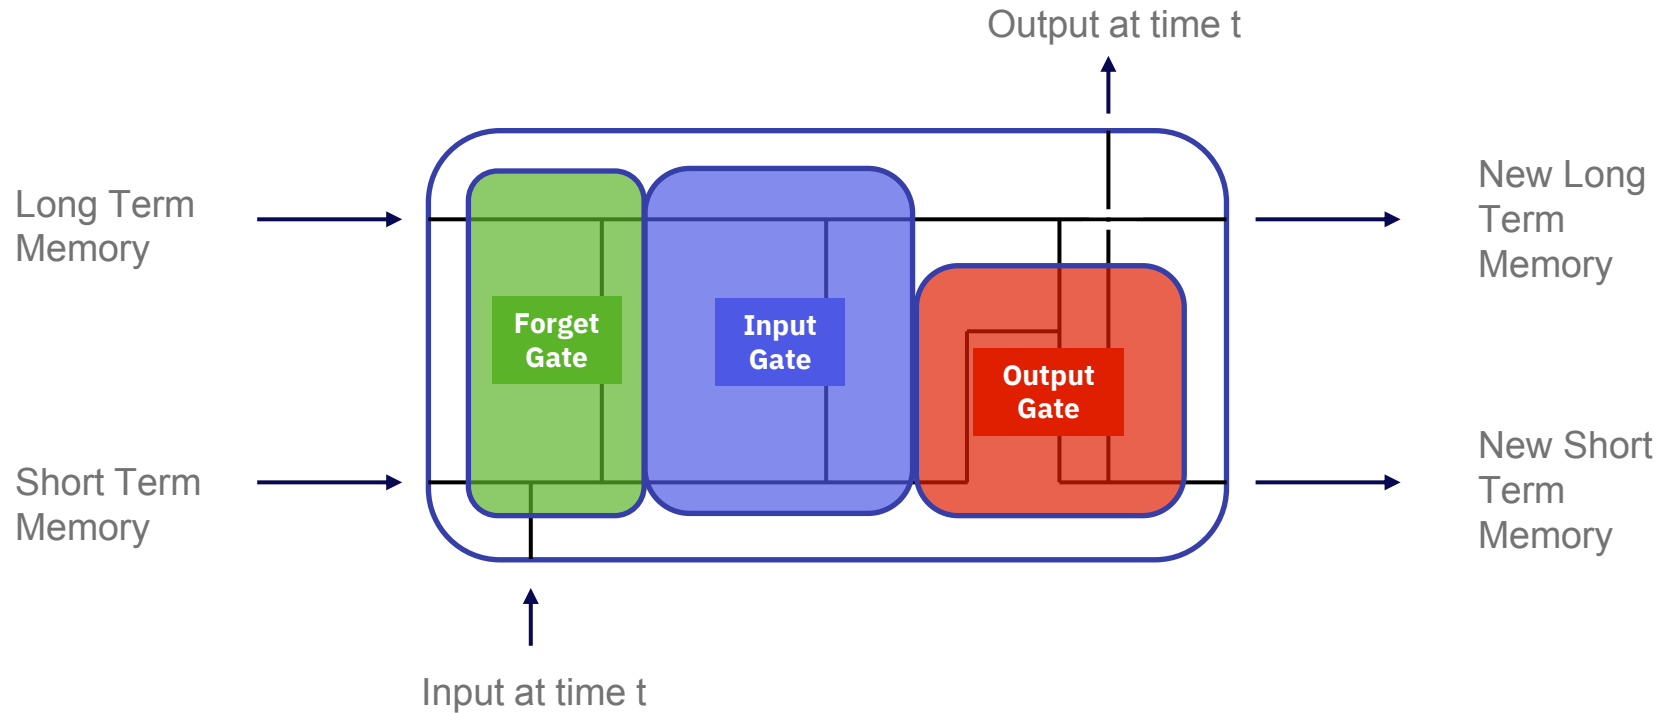 Output at time t
Long Term
Memory
New Long
Term
Memory
Forget
Gate
Input
Gate
Output
Gate
Short Term
Memory
New Short
Term
Memory
Input at time t